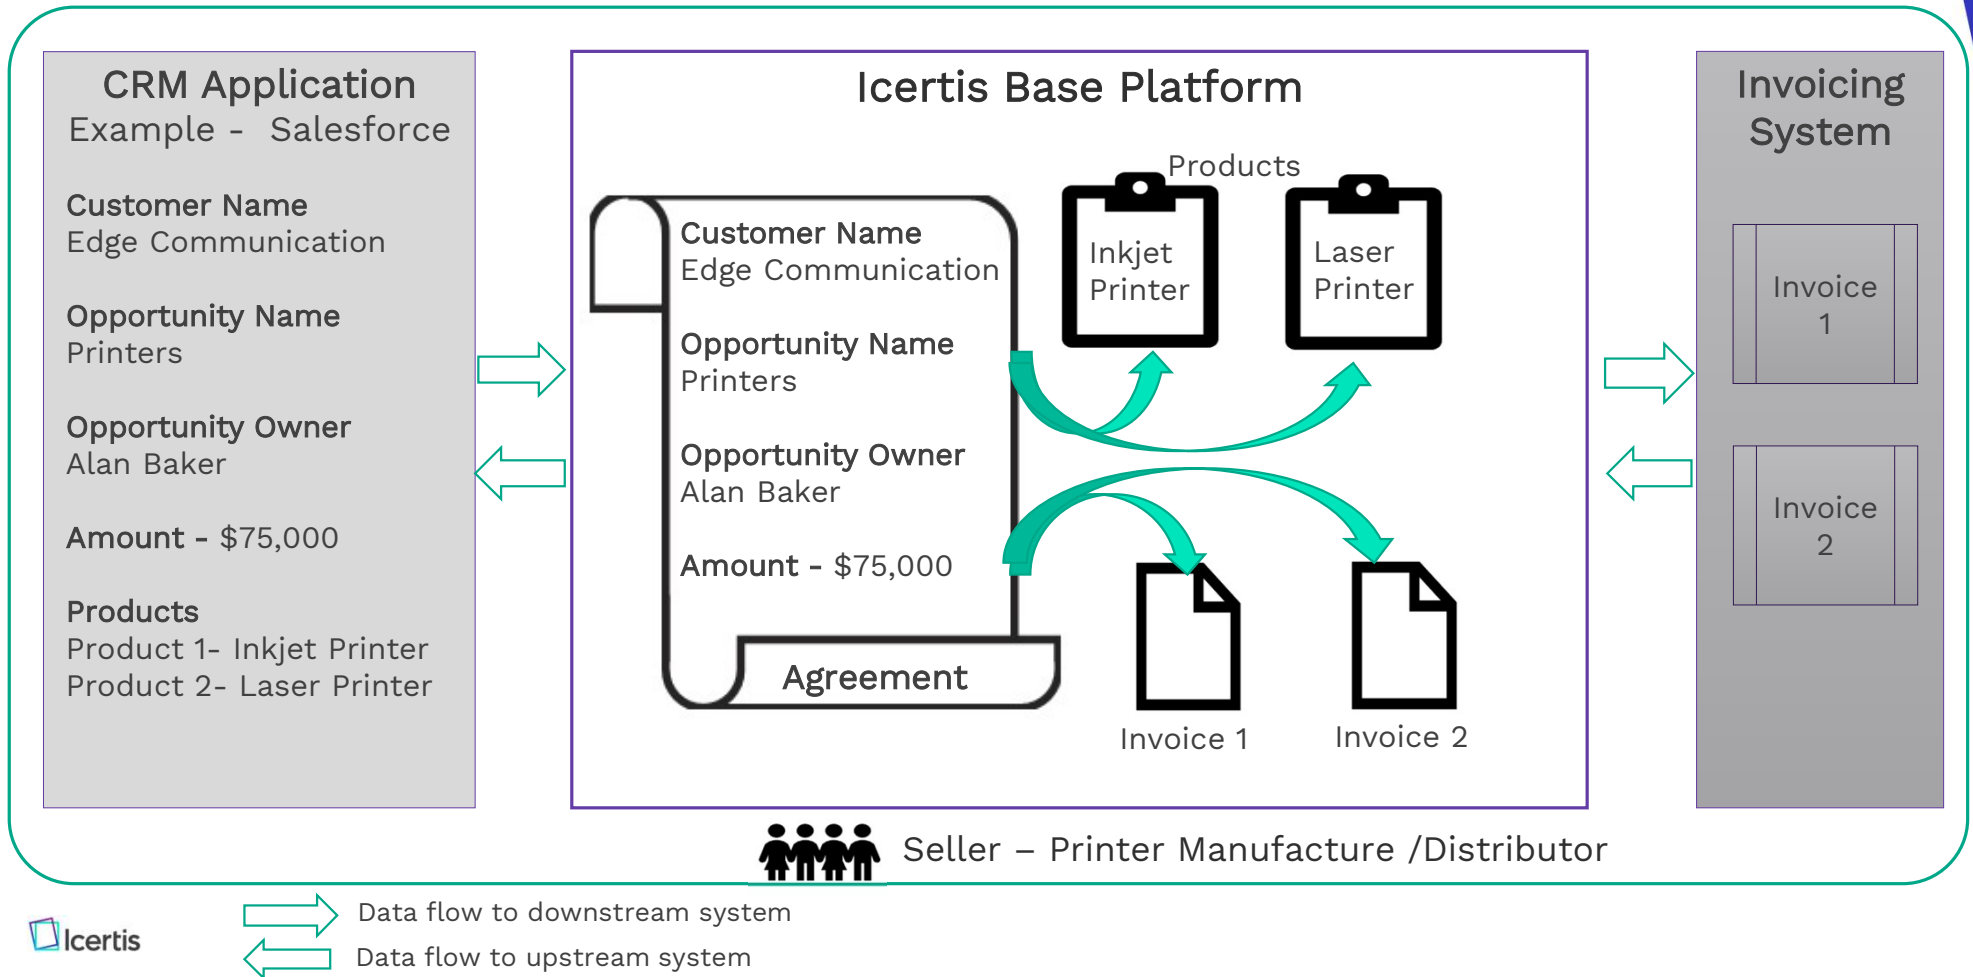 CRM Application
Example - Salesforce
Customer Name
Edge Communication
Opportunity Name
Printers
Opportunity Owner
Alan Baker
Amount - $75,000
Products
Product 1- Inkjet Printer
Product 2- Laser Printer
Icertis Base Platform
Customer Name
Edge Communication
Opportunity Name
Printers
Opportunity Owner
Alan Baker
Amount - $75,000
Agreement
Products
Inkjet
Printer
Laser
Printer
Invoice 1
Invoice 2
Invoicing
System
Invoice
1
Invoice
2
Seller – Printer Manufacture /Distributor
Icertis
Data flow to downstream system
Data flow to upstream system